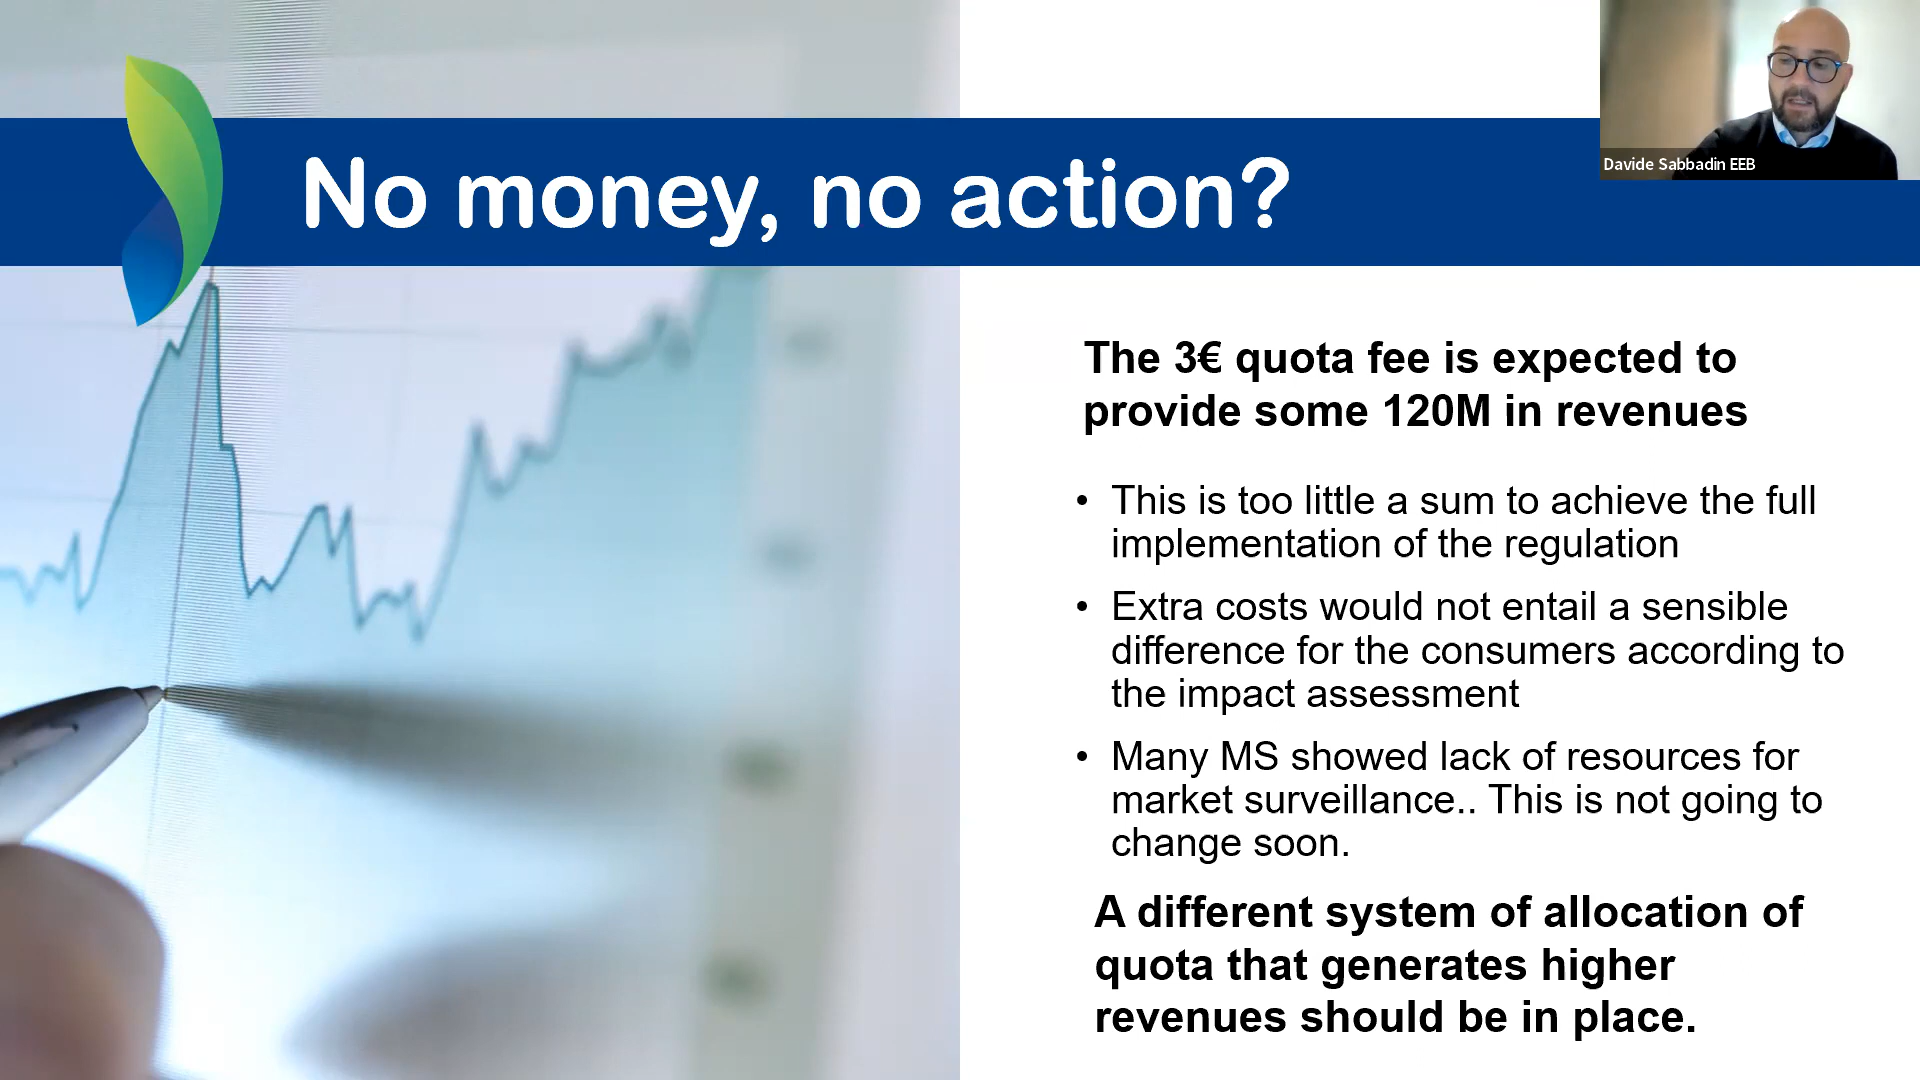 Davide Sabbadin EEB
No money, no action?
The 3€ quota fee is expected to
provide some 120M in revenues
• This is too little a sum to achieve the full
implementation of the regulation
• Extra costs would not entail a sensible
difference for the consumers according to
the impact assessment
• Many MS showed lack of resources for
market surveillance.. This is not going to
change soon.
A different system of allocation of
quota that generates higher
revenues should be in place.